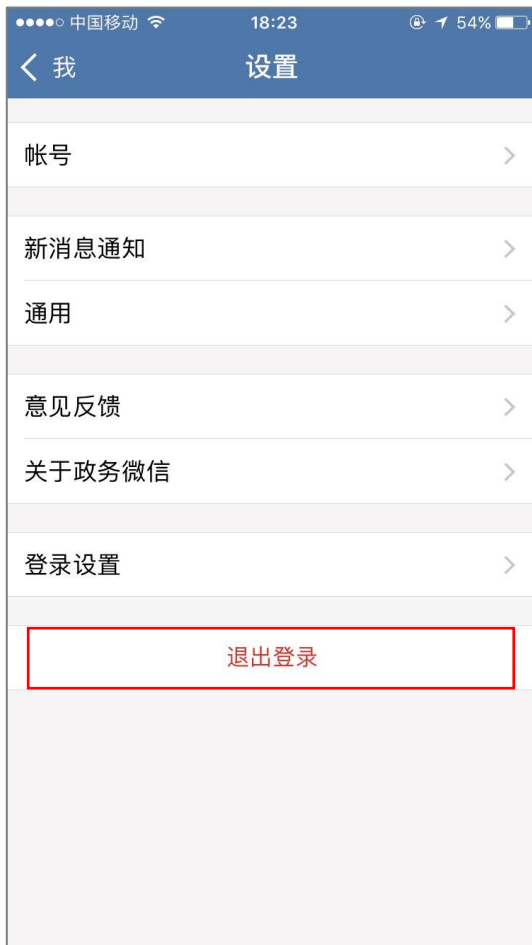 中国移动 18:23 54%
我 设置
帐号
新消息通知
通用
意见反馈
关于政务微信
登录设置
退出登录